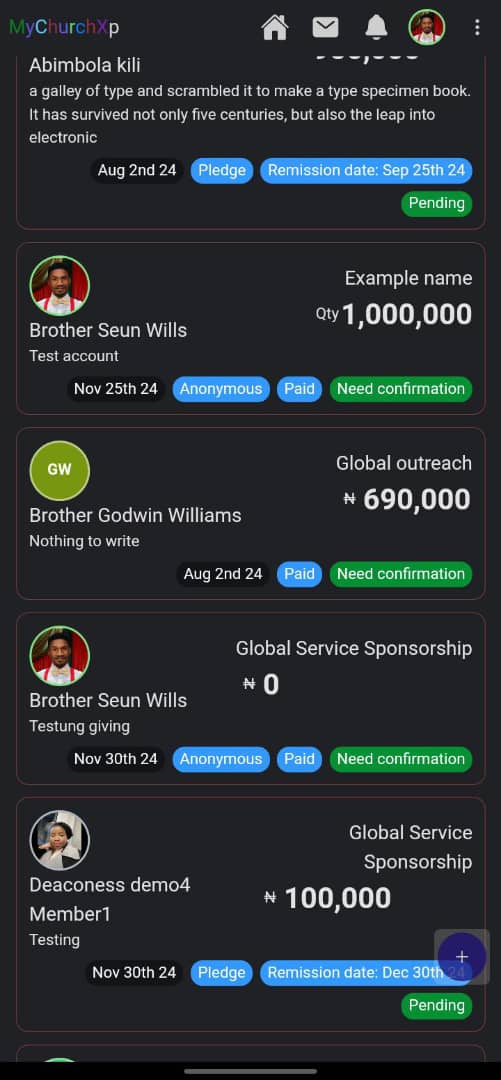 MyChurchXp
Abimbola kili
a galley of type and scrambled it to make a type specimen book.
It has survived not only five centuries, but also the leap into
electronic
Aug 2nd 24 Pledge Remission date: Sep 25th 24
Pending
Example name
Qty 1,000,000
Brother Seun Wills
Test account
Nov 25th 24 Anonymous Paid Need confirmation
GW
Global outreach
₦ 690,000
Brother Godwin Williams
Nothing to write
Aug 2nd 24 Paid Need confirmation
Global Service Sponsorship
₦ 0
Brother Seun Wills
Testung giving
Nov 30th 24 Anonymous Paid Need confirmation
Global Service
Sponsorship
₦ 100,000
Deaconess demo4
Member1
Testing
Nov 30th 24 Pledge Remission date: Dec 30th 24
+
Pending